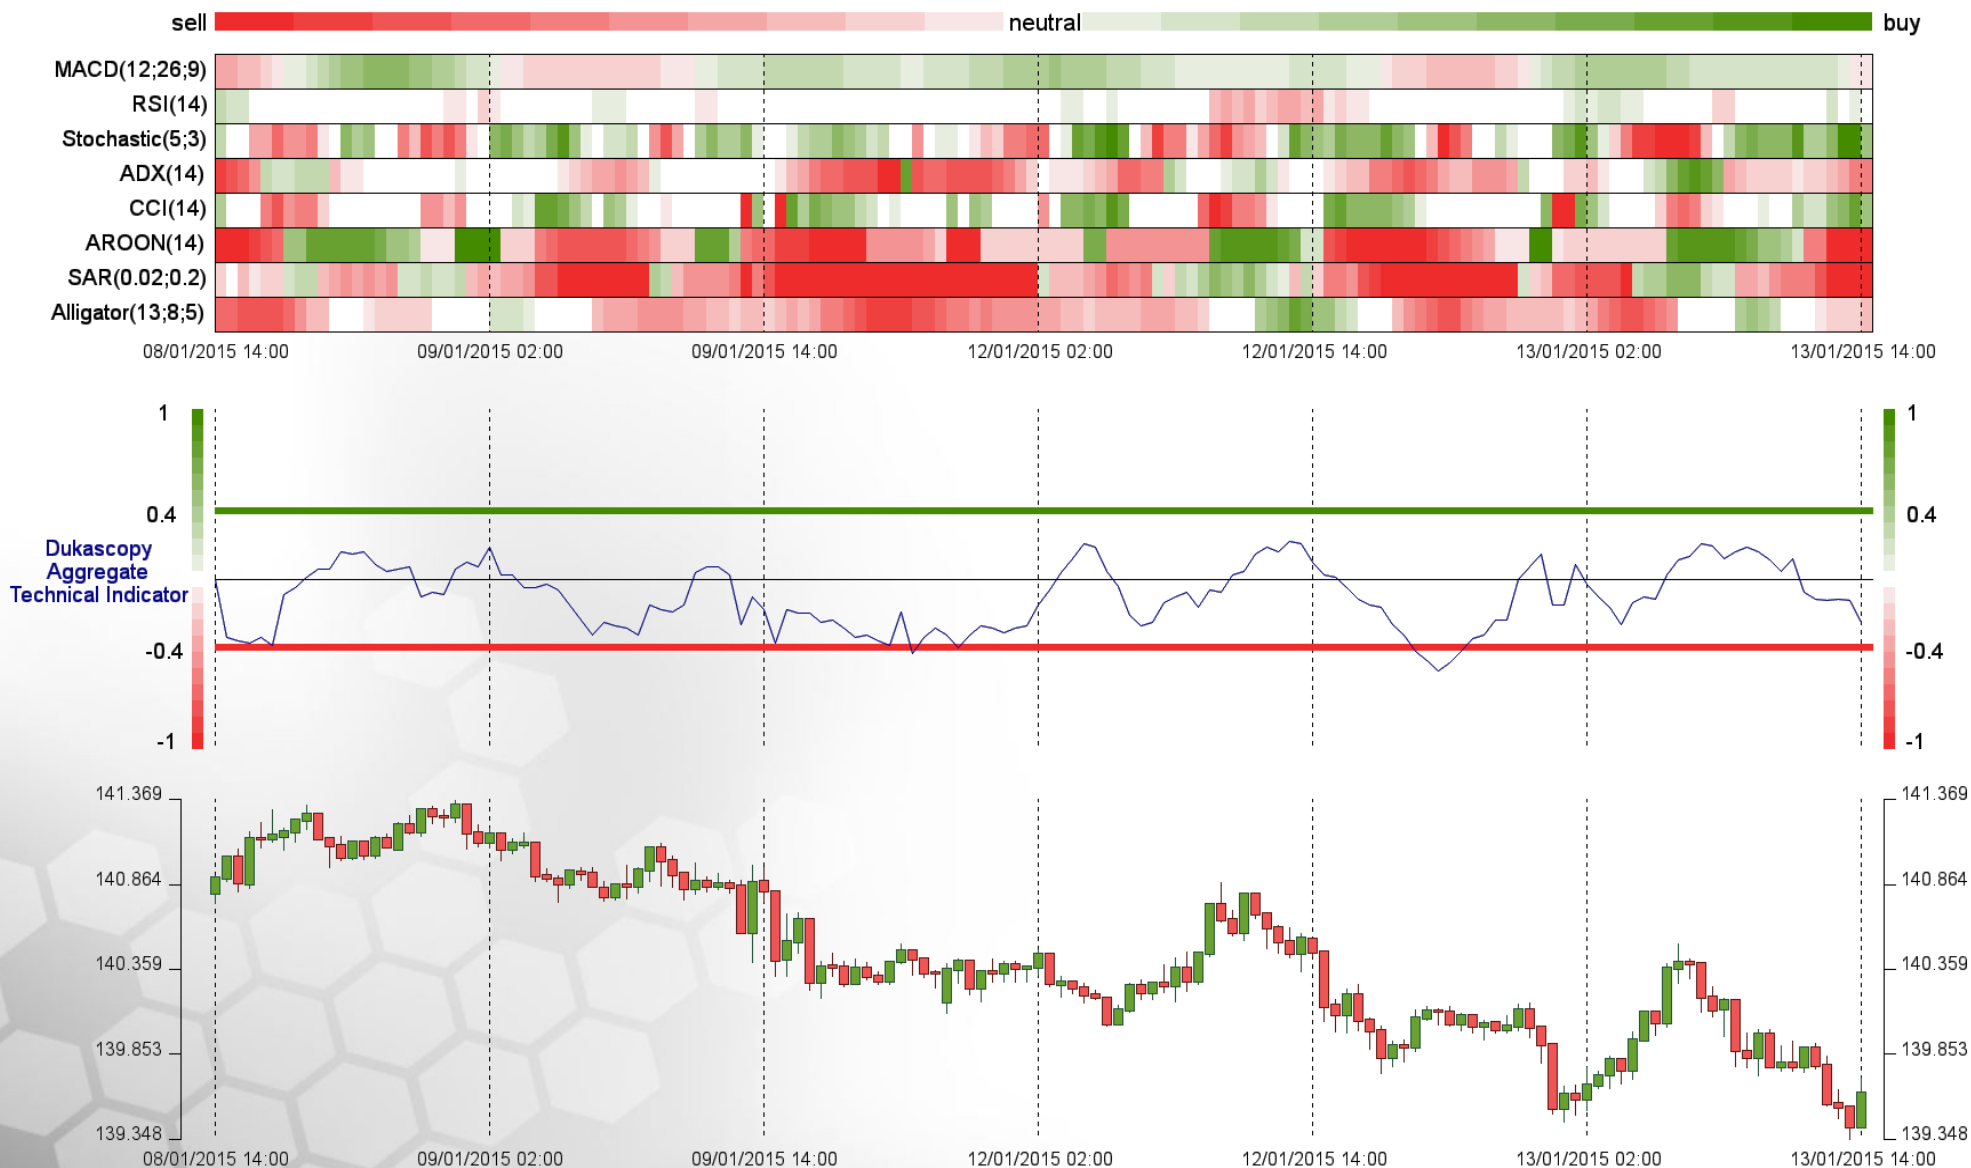 sell neutral buy
MACD(12;26;9)
RSI(14)
Stochastic(5;3)
ADX(14)
CCI(14)
AROON(14)
SAR(0.02;0.2)
Alligator(13;8;5)
08/01/2015 14:00 09/01/2015 02:00 09/01/2015 14:00 12/01/2015 02:00 12/01/2015 14:00 13/01/2015 02:00 13/01/2015 14:00
1 1
0.4 0.4
Dukascopy
Aggregate
Technical Indicator
-0.4 -0.4
-1 -1
141.369 141.369
140.864 140.864
140.359 140.359
139.853 139.853
139.348 139.348
08/01/2015 14:00 09/01/2015 02:00 09/01/2015 14:00 12/01/2015 02:00 12/01/2015 14:00 13/01/2015 02:00 13/01/2015 14:00